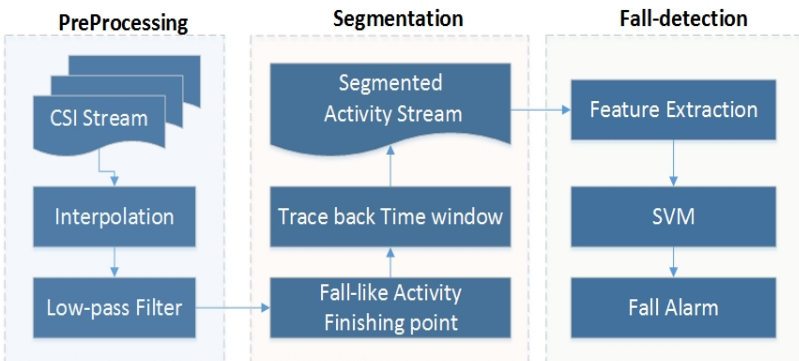 PreProcessing
CSI Stream
Interpolation
Low-pass Filter
Segmentation
Segmented
Activity Stream
Trace back Time window
Fall-like Activity
Finishing point
Fall-detection
Feature Extraction
SVM
Fall Alarm